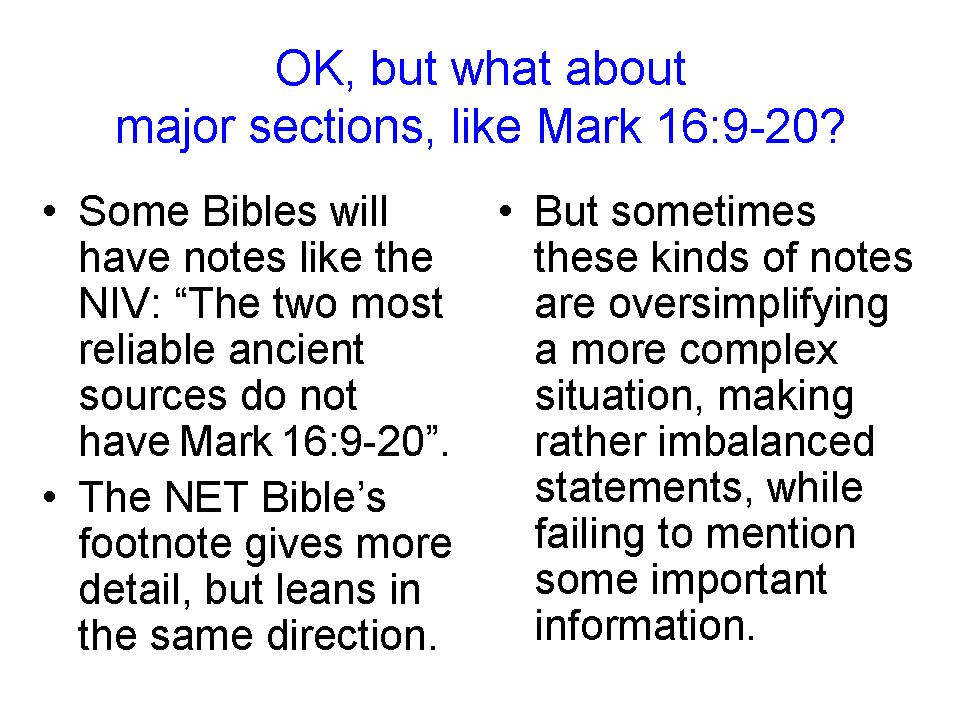 OK, but what about
major sections, like Mark 16:9-20?
• Some Bibles will
have notes like the
NIV: “The two most
reliable ancient
sources do not
have Mark 16:9-20”.
• The NET Bible’s
footnote gives more
detail, but leans in
the same direction.
• But sometimes
these kinds of notes
are oversimplifying
a more complex
situation, making
rather imbalanced
statements, while
failing to mention
some important
information.